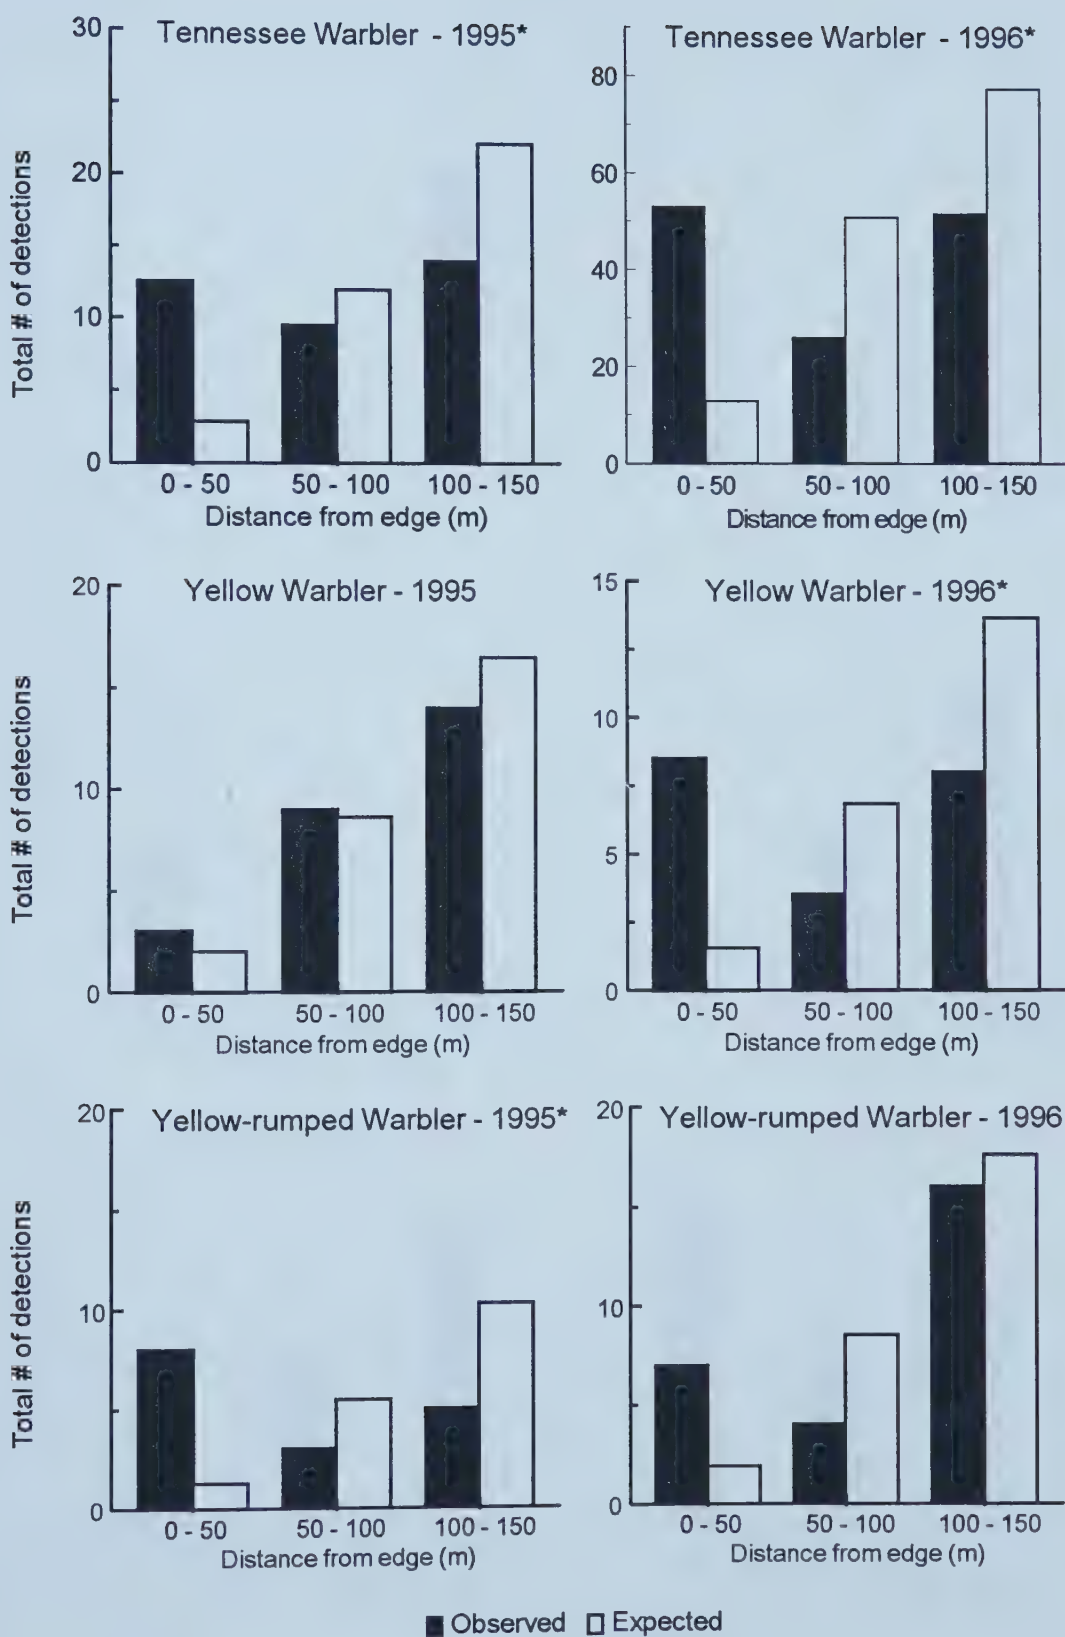 Tennessee Warbler - 1995*
Total # of detections
30
20
10
0
0 - 50 50 - 100 100 - 150
Distance from edge (m)
Tennessee Warbler - 1996*
80
60
40
20
0
0 - 50 50 - 100 100 - 150
Distance from edge (m)
Yellow Warbler - 1995
Total # of detections
20
10
0
0 - 50 50 - 100 100 - 150
Distance from edge (m)
Yellow Warbler - 1996*
15
10
5
0
0 - 50 50 - 100 100 - 150
Distance from edge (m)
Yellow-rumped Warbler - 1995*
Total # of detections
20
10
0
0 - 50 50 - 100 100 - 150
Distance from edge (m)
Yellow-rumped Warbler - 1996
20
10
0
0 - 50 50 - 100 100 - 150
Distance from edge (m)
Observed Expected